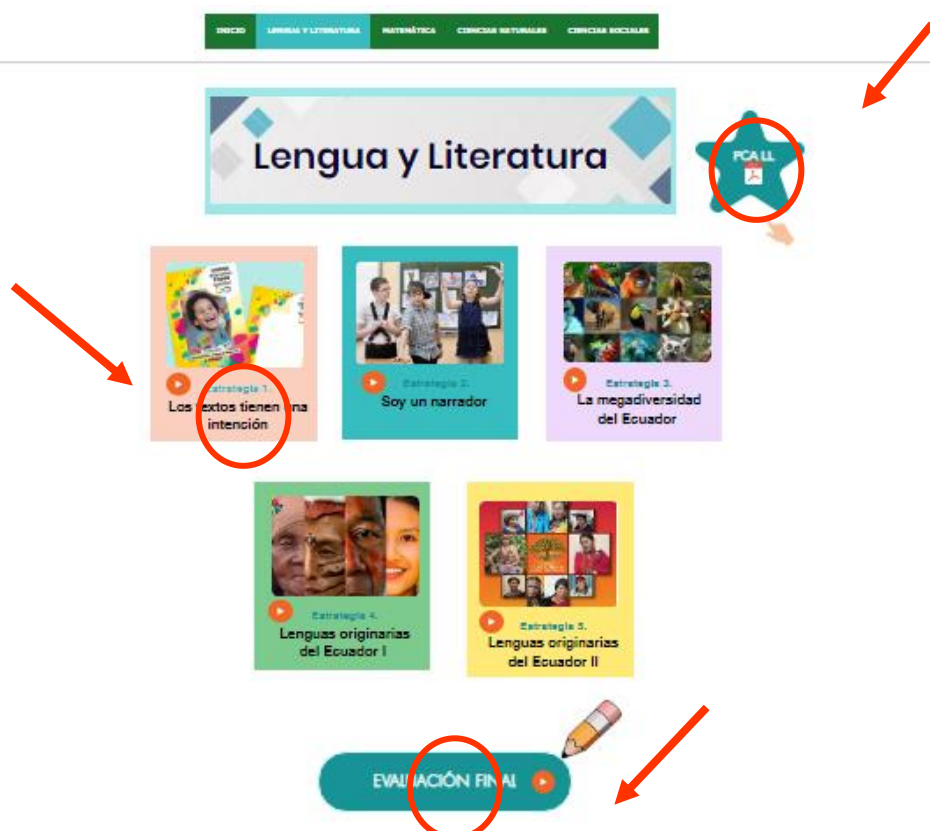 INICIO LENGUA Y LITERATURA MATEMÁTICA CIENCIAS NATURALES CIENCIAS SOCIALES
Lengua y Literatura
PCA LL
Estrategia 1.
Los textos tienen una
intención
Estrategia 2.
Soy un narrador
Estrategia 3.
La megadiversidad
del Ecuador
Estrategia 4.
Lenguas originarias
del Ecuador I
Estrategia 5.
Lenguas originarias
del Ecuador II
EVALUACIÓN FINAL